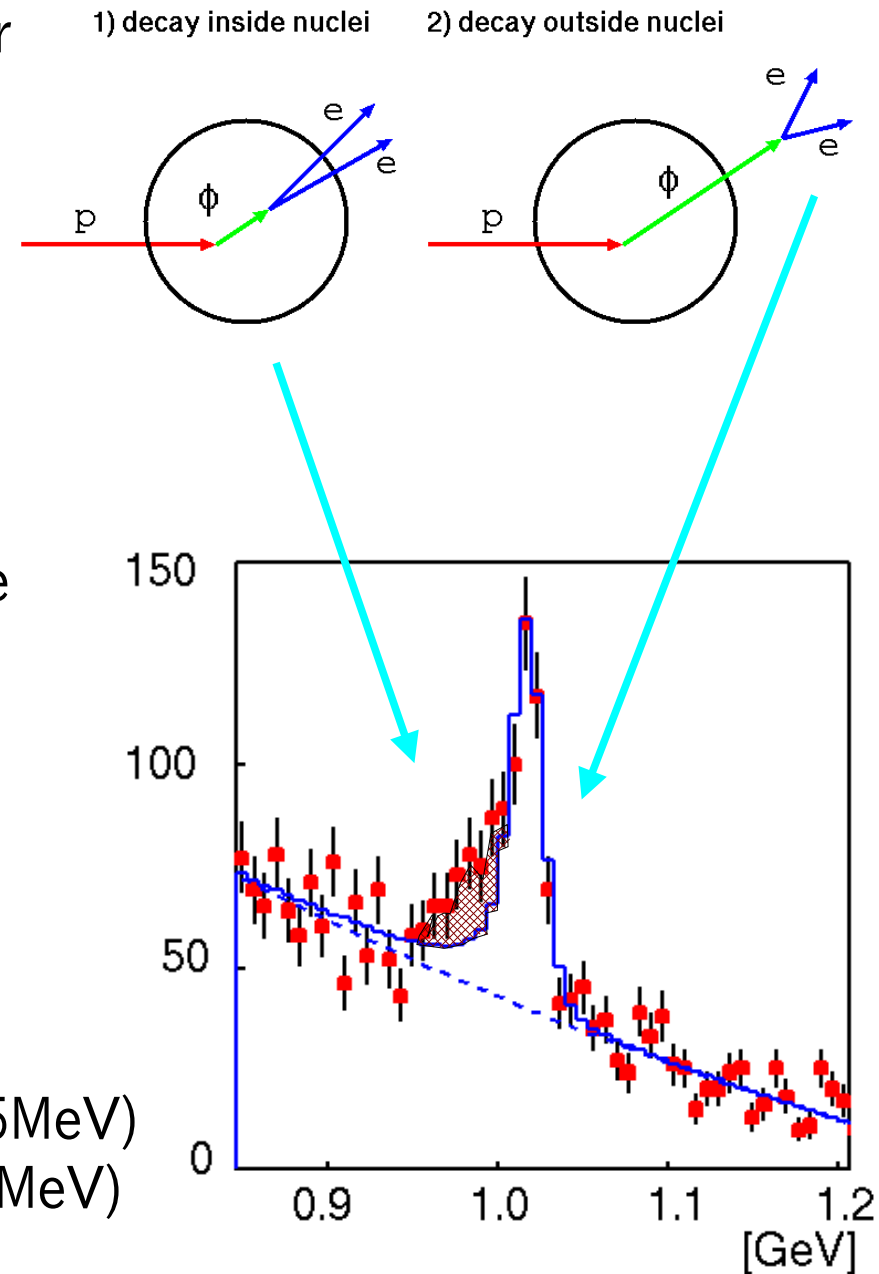 r
1) decay inside nuclei 2) decay outside nuclei
e
e
ϕ
p
e
e
ϕ
p
e
150
100
50
0
5MeV)
MeV)
0.9 1.0 1.1 1.2
[GeV]